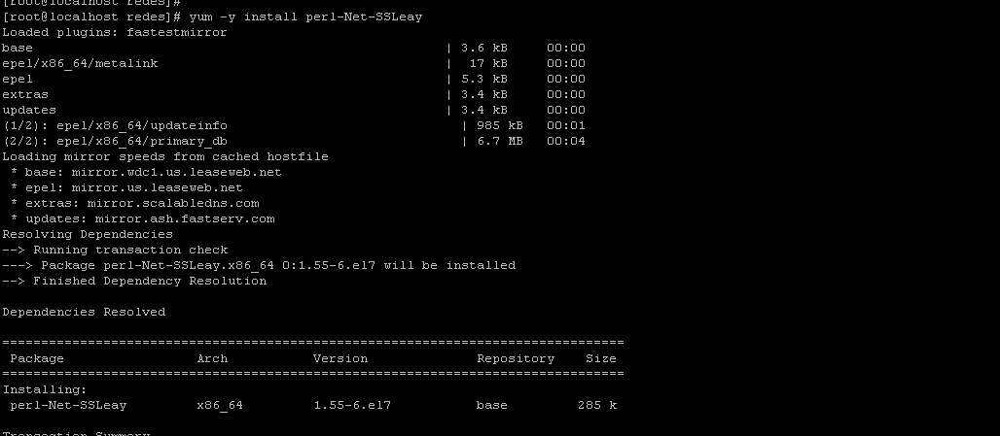 [root@localhost redes]#
[root@localhost redes]# yum -y install perl-Net-SSLeay
Loaded plugins: fastestmirror
base | 3.6 kB 00:00
epel/x86_64/metalink | 17 kB 00:00
epel | 5.3 kB 00:00
extras | 3.4 kB 00:00
updates | 3.4 kB 00:00
(1/2): epel/x86_64/updateinfo | 985 kB 00:01
(2/2): epel/x86_64/primary_db | 6.7 MB 00:04
Loading mirror speeds from cached hostfile
* base: mirror.wdc1.us.leaseweb.net
* epel: mirror.us.leaseweb.net
* extras: mirror.scalabledns.com
* updates: mirror.ash.fastserv.com
Resolving Dependencies
--> Running transaction check
---> Package perl-Net-SSLeay.x86_64 0:1.55-6.el7 will be installed
--> Finished Dependency Resolution
Dependencies Resolved
================================================================================
Package Arch Version Repository Size
================================================================================
Installing:
perl-Net-SSLeay x86_64 1.55-6.el7 base 285 k
Transaction Summary